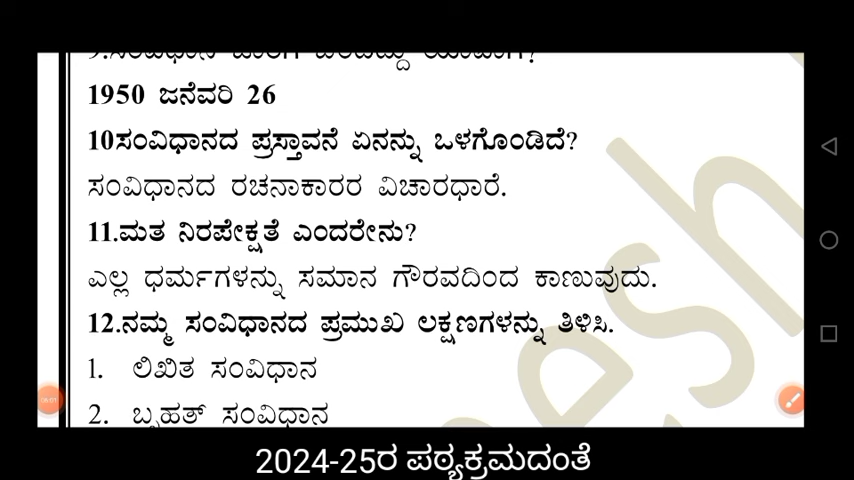 1950 ಜನೆವರಿ 26
10ಸಂವಿಧಾನದ ಪ್ರಸ್ತಾವನೆ ಏನನ್ನು ಒಳಗೊಂಡಿದೆ?
ಸಂವಿಧಾನದ ರಚನಾಕಾರರ ವಿಚಾರಧಾರೆ.
11.ಮತ ನಿರಪೇಕ್ಷತೆ ಎಂದರೇನು?
ಎಲ್ಲ ಧರ್ಮಗಳನ್ನು ಸಮಾನ ಗೌರವದಿಂದ ಕಾಣುವುದು.
12.ನಮ್ಮ ಸಂವಿಧಾನದ ಪ್ರಮುಖ ಲಕ್ಷಣಗಳನ್ನು ತಿಳಿಸಿ.
1. ಲಿಖಿತ ಸಂವಿಧಾನ
2. ಬೃಹತ್ ಸಂವಿಧಾನ
2024-25ರ ಪಠ್ಯಕ್ರಮದಂತೆ